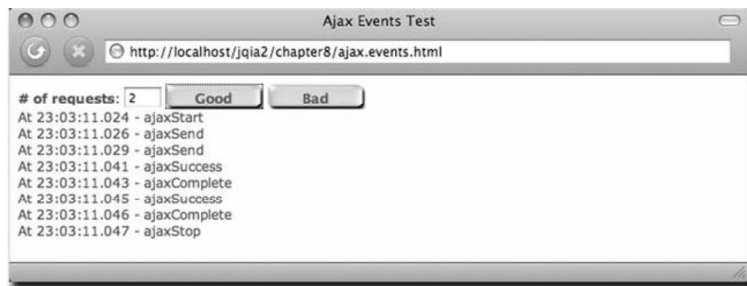 Ajax Events Test
http://localhost/jqia2/chapter8/ajax.events.html
# of requests: 2 Good Bad
At 23:03:11.024 - ajaxStart
At 23:03:11.026 - ajaxSend
At 23:03:11.029 - ajaxSend
At 23:03:11.041 - ajaxSuccess
At 23:03:11.043 - ajaxComplete
At 23:03:11.045 - ajaxSuccess
At 23:03:11.046 - ajaxComplete
At 23:03:11.047 - ajaxStop